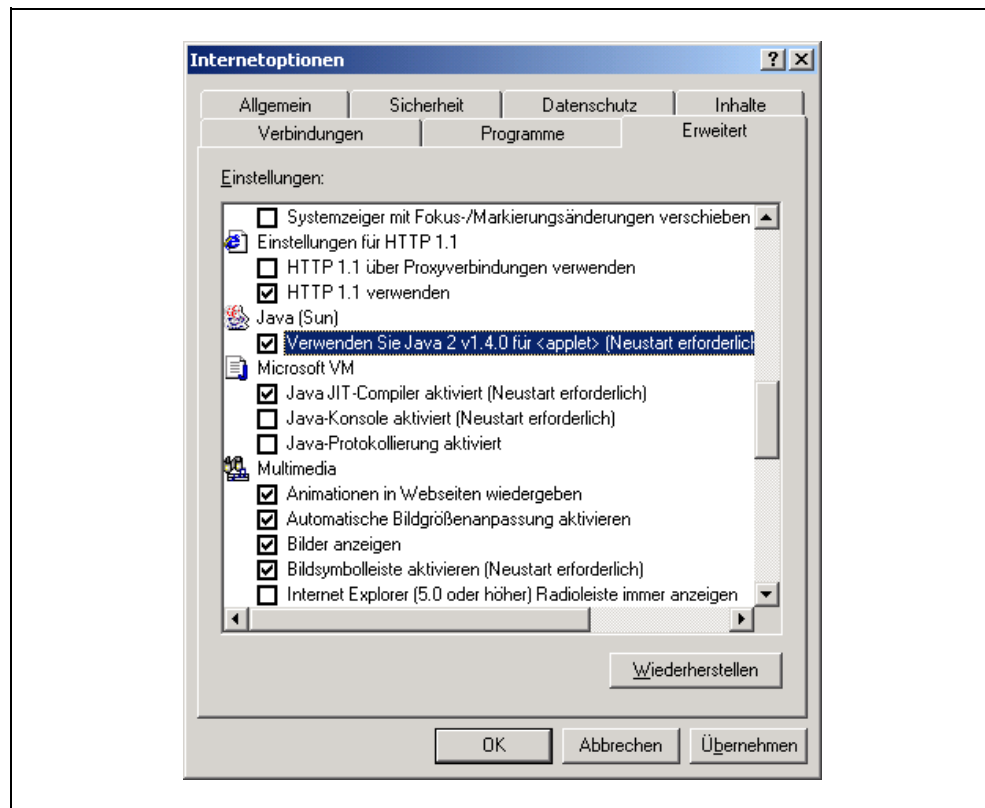 Internetoptionen
Allgemein
Sicherheit
Datenschutz
Inhalte
Verbindungen
Programme
Erweitert
Einstellungen:
Systemzeiger mit Fokus-/Markierungsänderungen verschieben
Einstellungen für HTTP 1.1
HTTP 1.1 über Proxyverbindungen verwenden
HTTP 1.1 verwenden
Java (Sun)
Verwenden Sie Java 2 v1.4.0 für <applet> (Neustart erforderlich
Microsoft VM
Java JIT-Compiler aktiviert (Neustart erforderlich)
Java-Konsole aktiviert (Neustart erforderlich)
Java-Protokollierung aktiviert
Multimedia
Animationen in Webseiten wiedergeben
Automatische Bildgrößenanpassung aktivieren
Bilder anzeigen
Bildsymbolleiste aktivieren (Neustart erforderlich)
Internet Explorer (5.0 oder höher) Radioleiste immer anzeigen
Wiederherstellen
OK
Abbrechen
Übernehmen